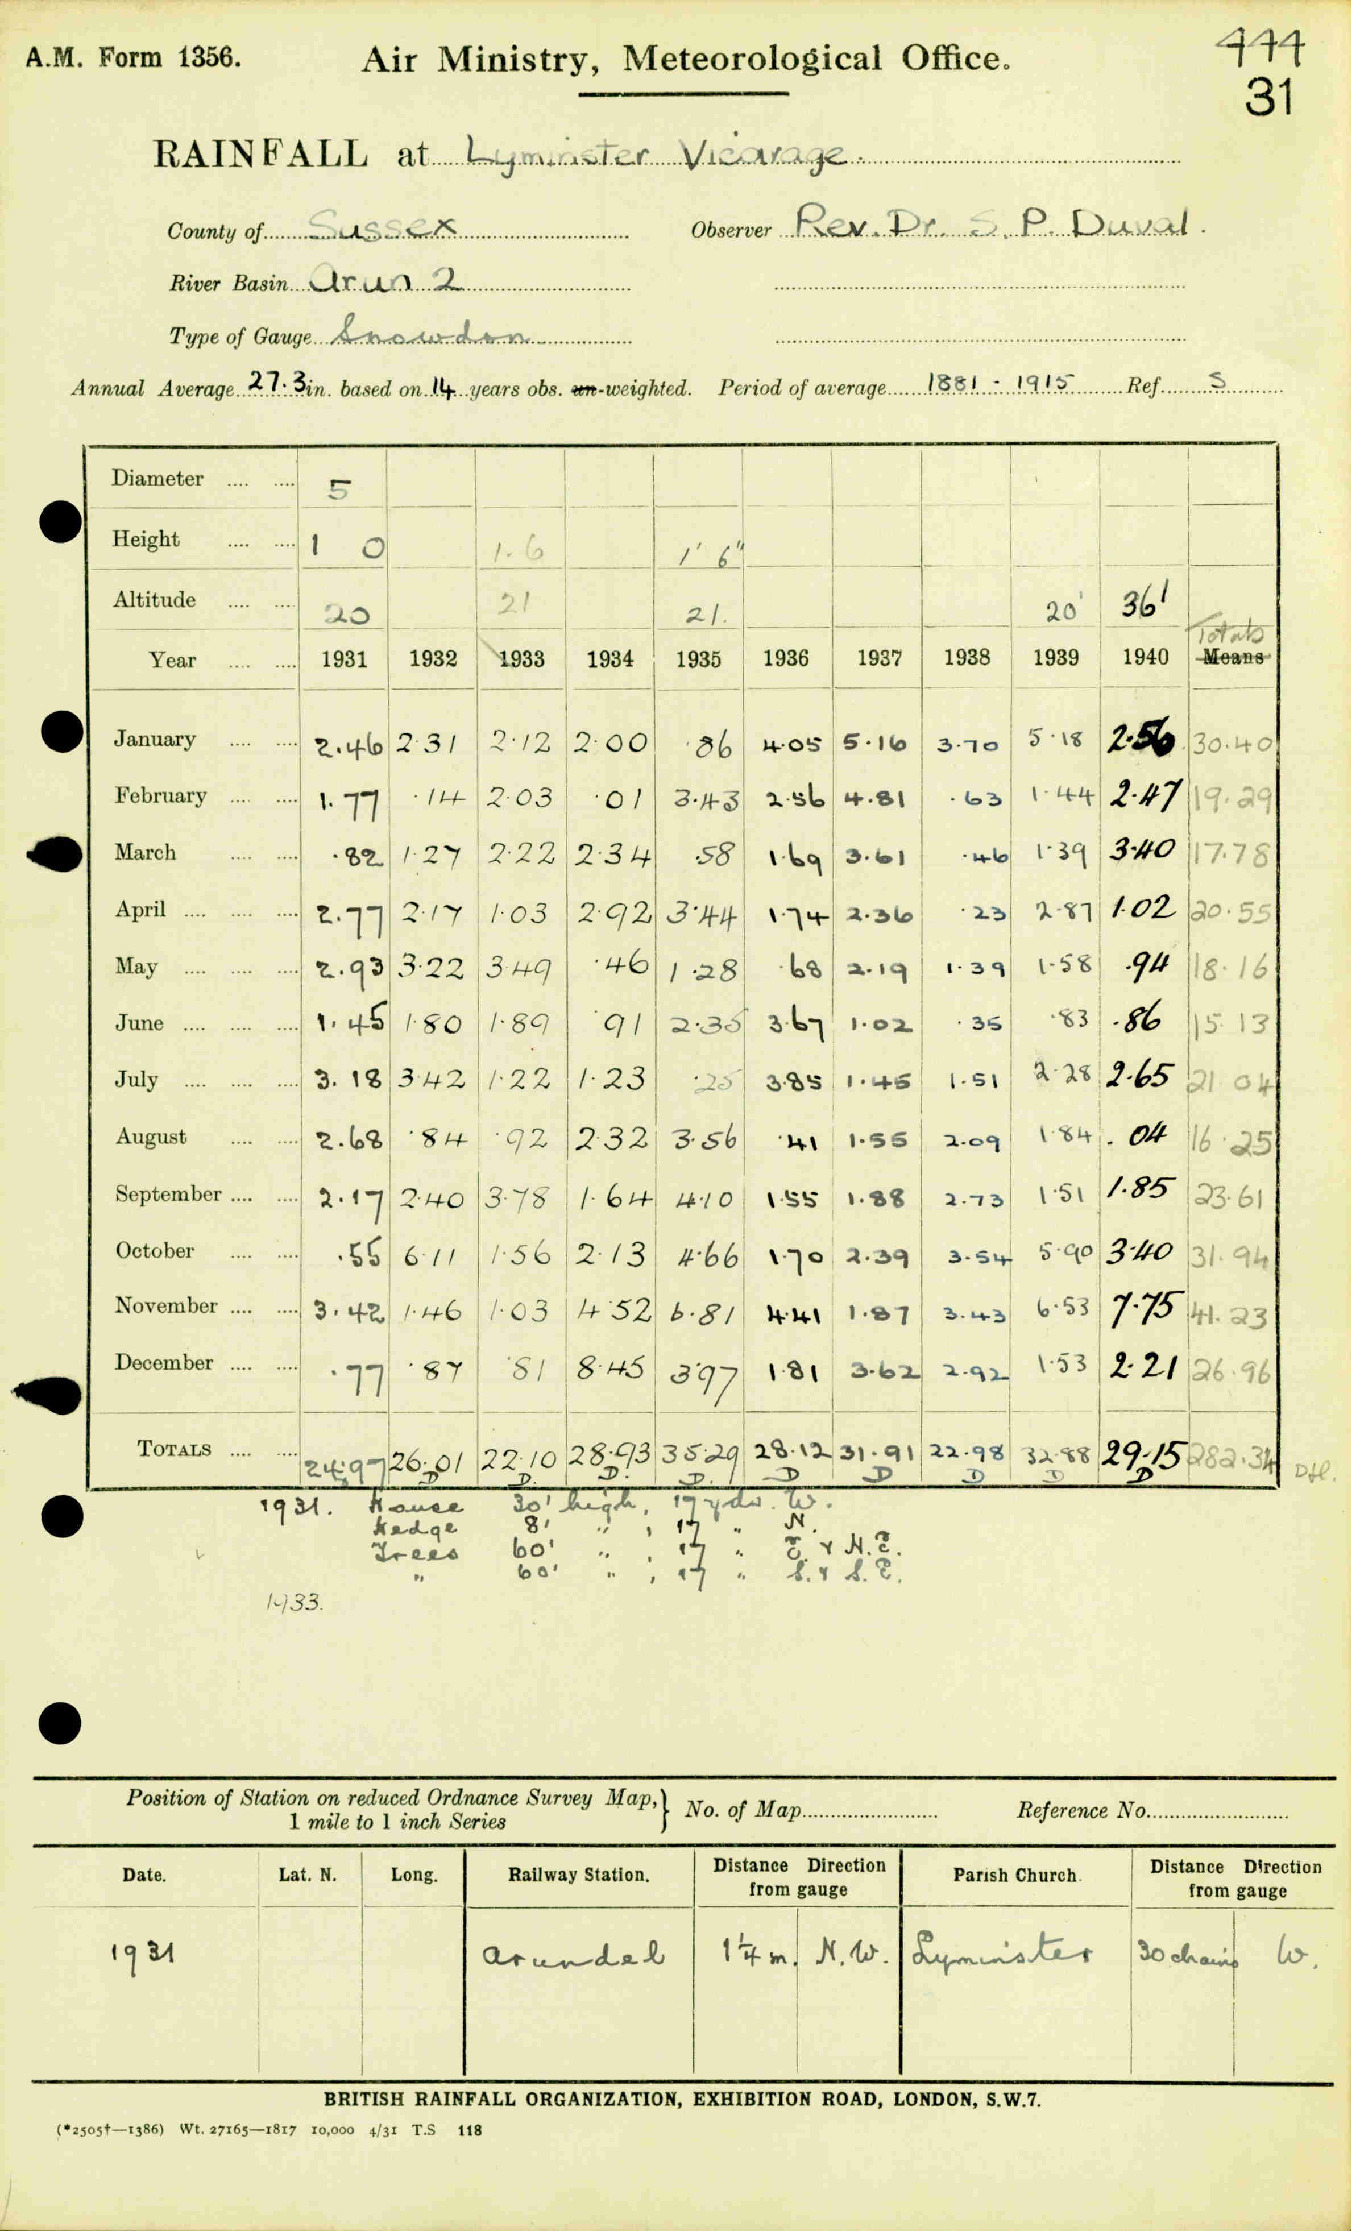 A.M. Form 1356. Air Ministry, Meteorological Office. 444
31
RAINFALL at Lyminster Vicarage.
County of Sussex Observer Rev. Dr. S. P. Duval.
River Basin Arun 2
Type of Gauge Snowdon
Annual Average 27.3 in. based on 14 years obs. un-weighted. Period of average 1881 - 1915 Ref. S
Diameter 5
Height 1 0 1.6 1' 6"
Altitude 20 21 21. 20' 36'
Totals
Year 1931 1932 1933 1934 1935 1936 1937 1938 1939 1940 Means
January 2.46 2.31 2.12 2.00 .86 4.05 5.16 3.70 5.18 2.56 30.40
February 1.77 .14 2.03 .01 3.43 2.56 4.81 .63 1.44 2.47 19.29
March .82 1.27 2.22 2.34 .58 1.69 3.61 .46 1.39 3.40 17.78
April 2.77 2.17 1.03 2.92 3.44 1.74 2.36 .23 2.87 1.02 20.55
May 2.93 3.22 3.49 .46 1.28 .68 2.19 1.39 1.58 .94 18.16
June 1.45 1.80 1.89 .91 2.35 3.67 1.02 .35 .83 .86 15.13
July 3.18 3.42 1.22 1.23 .25 3.85 1.45 1.51 2.28 2.65 21.04
August 2.68 .84 .92 2.32 3.56 .41 1.55 2.09 1.84 .04 16.25
September 2.17 2.40 3.78 1.64 4.10 1.55 1.88 2.73 1.51 1.85 23.61
October .55 6.11 1.56 2.13 4.66 1.70 2.39 3.54 5.90 3.40 31.94
November 3.42 1.46 1.03 4.52 6.81 4.41 1.87 3.43 6.53 7.75 41.23
December .77 .87 .81 8.45 3.97 1.81 3.62 2.92 1.53 2.21 26.96
TOTALS 24.97 26.01 22.10 28.93 35.29 28.12 31.91 22.98 32.88 29.15 282.34
D D. D. D. D D D D D
1931. House 30' high, 17 yds. W.
Hedge 8' " , 17 " N.
Trees 60' " , 17 " E. & N.E.
" 60' " , 17 " S. & S.E.
1933.
Position of Station on reduced Ordnance Survey Map, 1 mile to 1 inch Series } No. of Map Reference No.
Date. Lat. N. Long. Railway Station. Distance Direction from gauge Parish Church. Distance Direction from gauge
1931 Arundel 1¼ m. N.W. Lyminster 30 chains W.
BRITISH RAINFALL ORGANIZATION, EXHIBITION ROAD, LONDON, S.W.7.
(*2505†—1386) Wt. 27165—1817 10,000 4/31 T.S 118